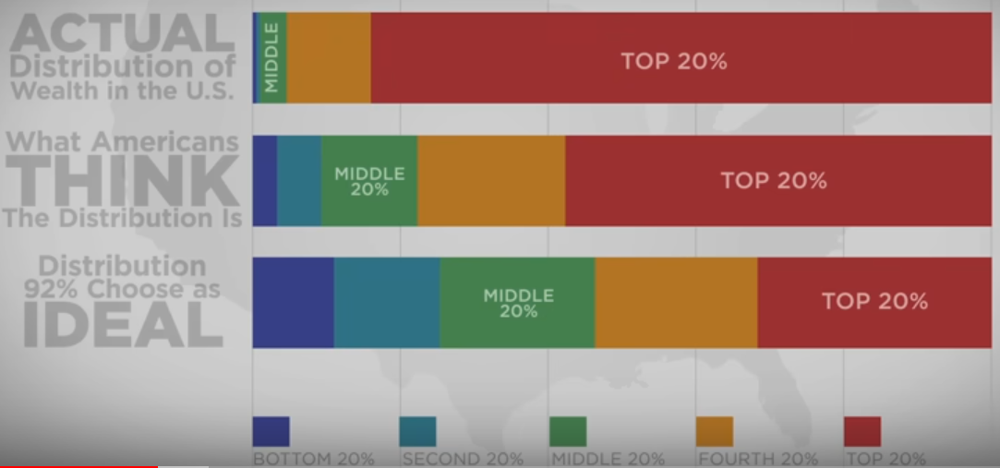 ACTUAL
Distribution of
Wealth in the U.S.
MIDDLE
TOP 20%
What Americans
THINK
The Distribution Is
MIDDLE
20%
TOP 20%
Distribution
92% Choose as
IDEAL
MIDDLE
20%
TOP 20%
BOTTOM 20%
SECOND 20%
MIDDLE 20%
FOURTH 20%
TOP 20%